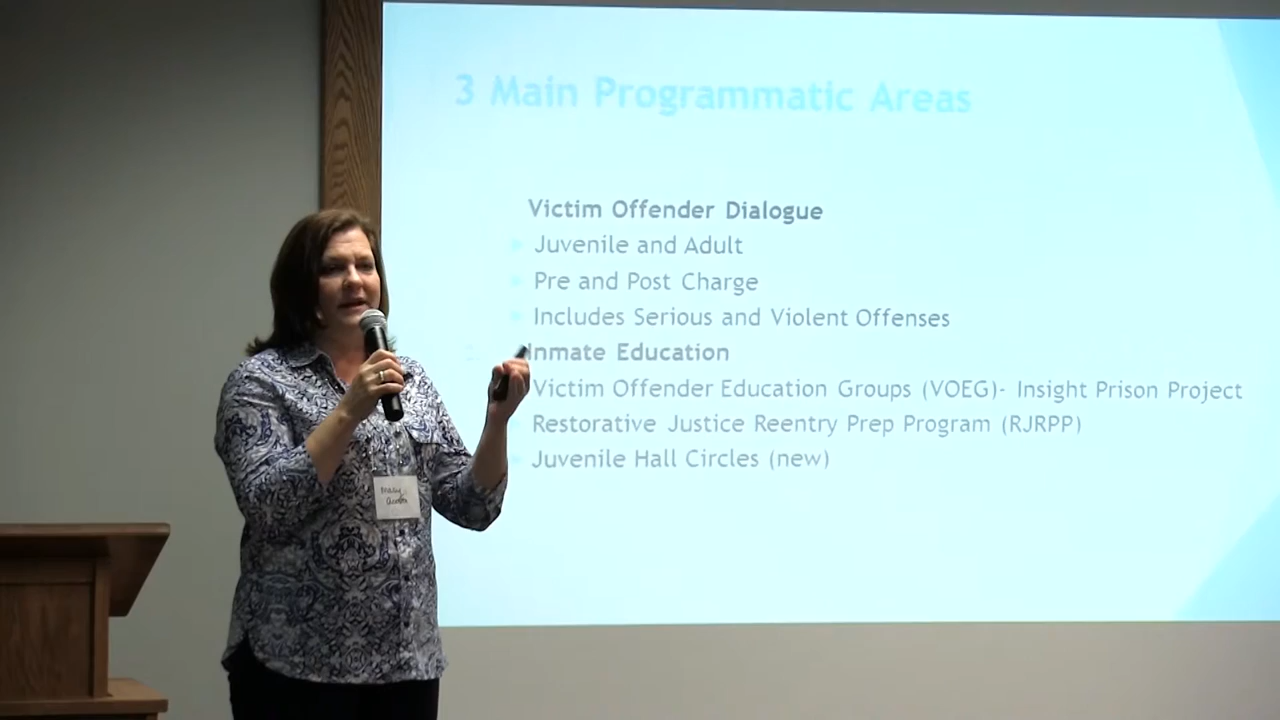 3 Main Programmatic Areas
Victim Offender Dialogue
Juvenile and Adult
Pre and Post Charge
Includes Serious and Violent Offenses
Inmate Education
Victim Offender Education Groups (VOEG)- Insight Prison Project
Restorative Justice Reentry Prep Program (RJRPP)
Juvenile Hall Circles (new)